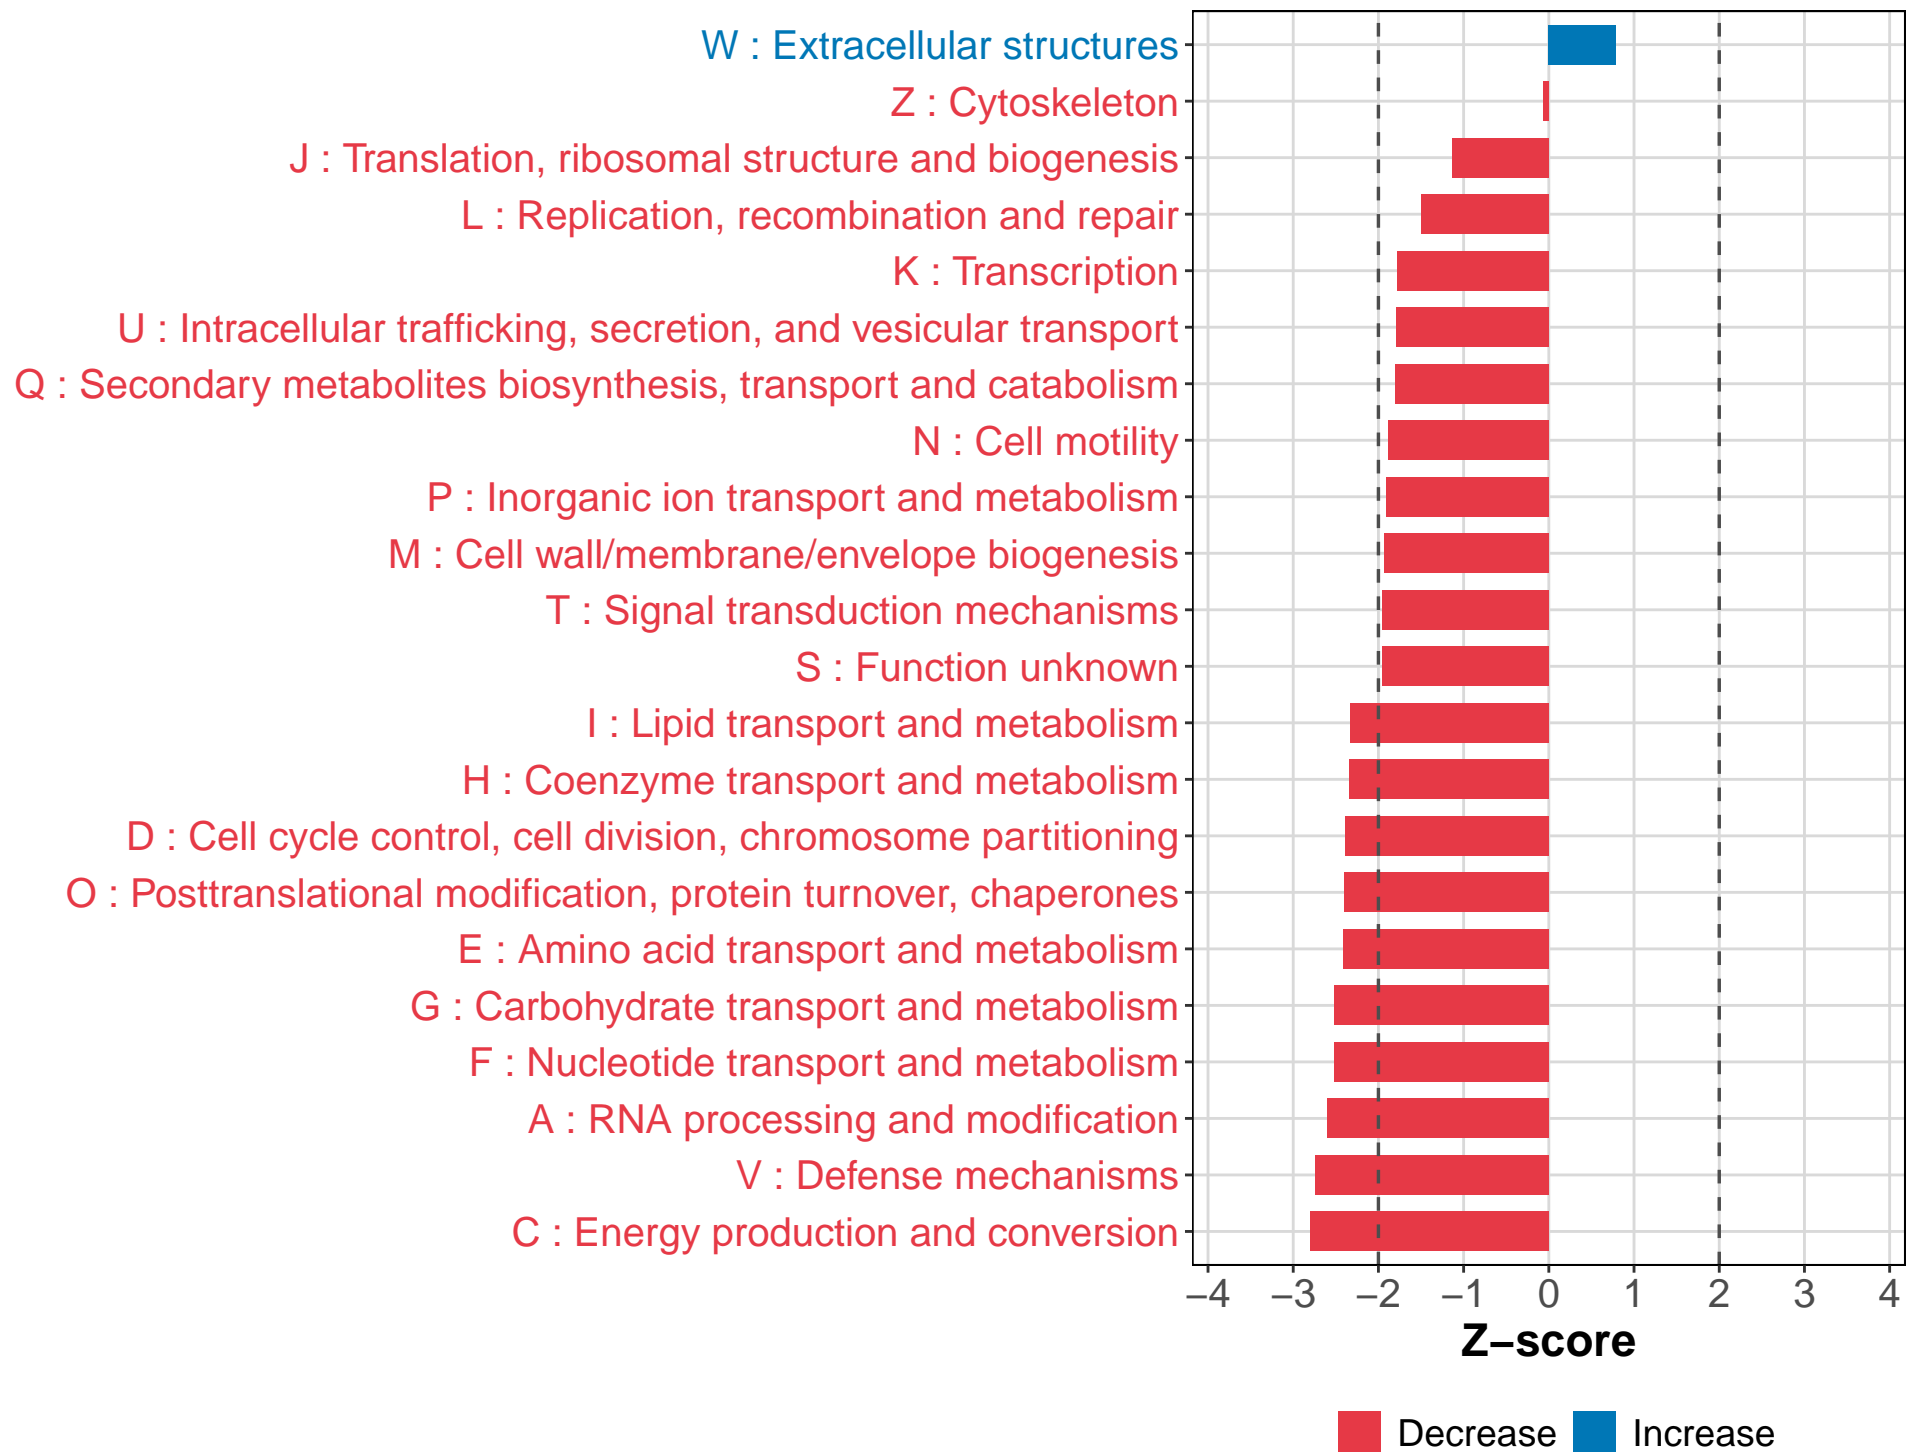 W : Extracellular structures
Z : Cytoskeleton
J : Translation, ribosomal structure and biogenesis
L : Replication, recombination and repair
K : Transcription
U : Intracellular trafficking, secretion, and vesicular transport
Q : Secondary metabolites biosynthesis, transport and catabolism
N : Cell motility
P : Inorganic ion transport and metabolism
M : Cell wall/membrane/envelope biogenesis
T : Signal transduction mechanisms
S : Function unknown
I : Lipid transport and metabolism
H : Coenzyme transport and metabolism
D : Cell cycle control, cell division, chromosome partitioning
O : Posttranslational modification, protein turnover, chaperones
E : Amino acid transport and metabolism
G : Carbohydrate transport and metabolism
F : Nucleotide transport and metabolism
A : RNA processing and modification
V : Defense mechanisms
C : Energy production and conversion
−4 −3 −2 −1 0 1 2 3 4
Z−score
Decrease Increase